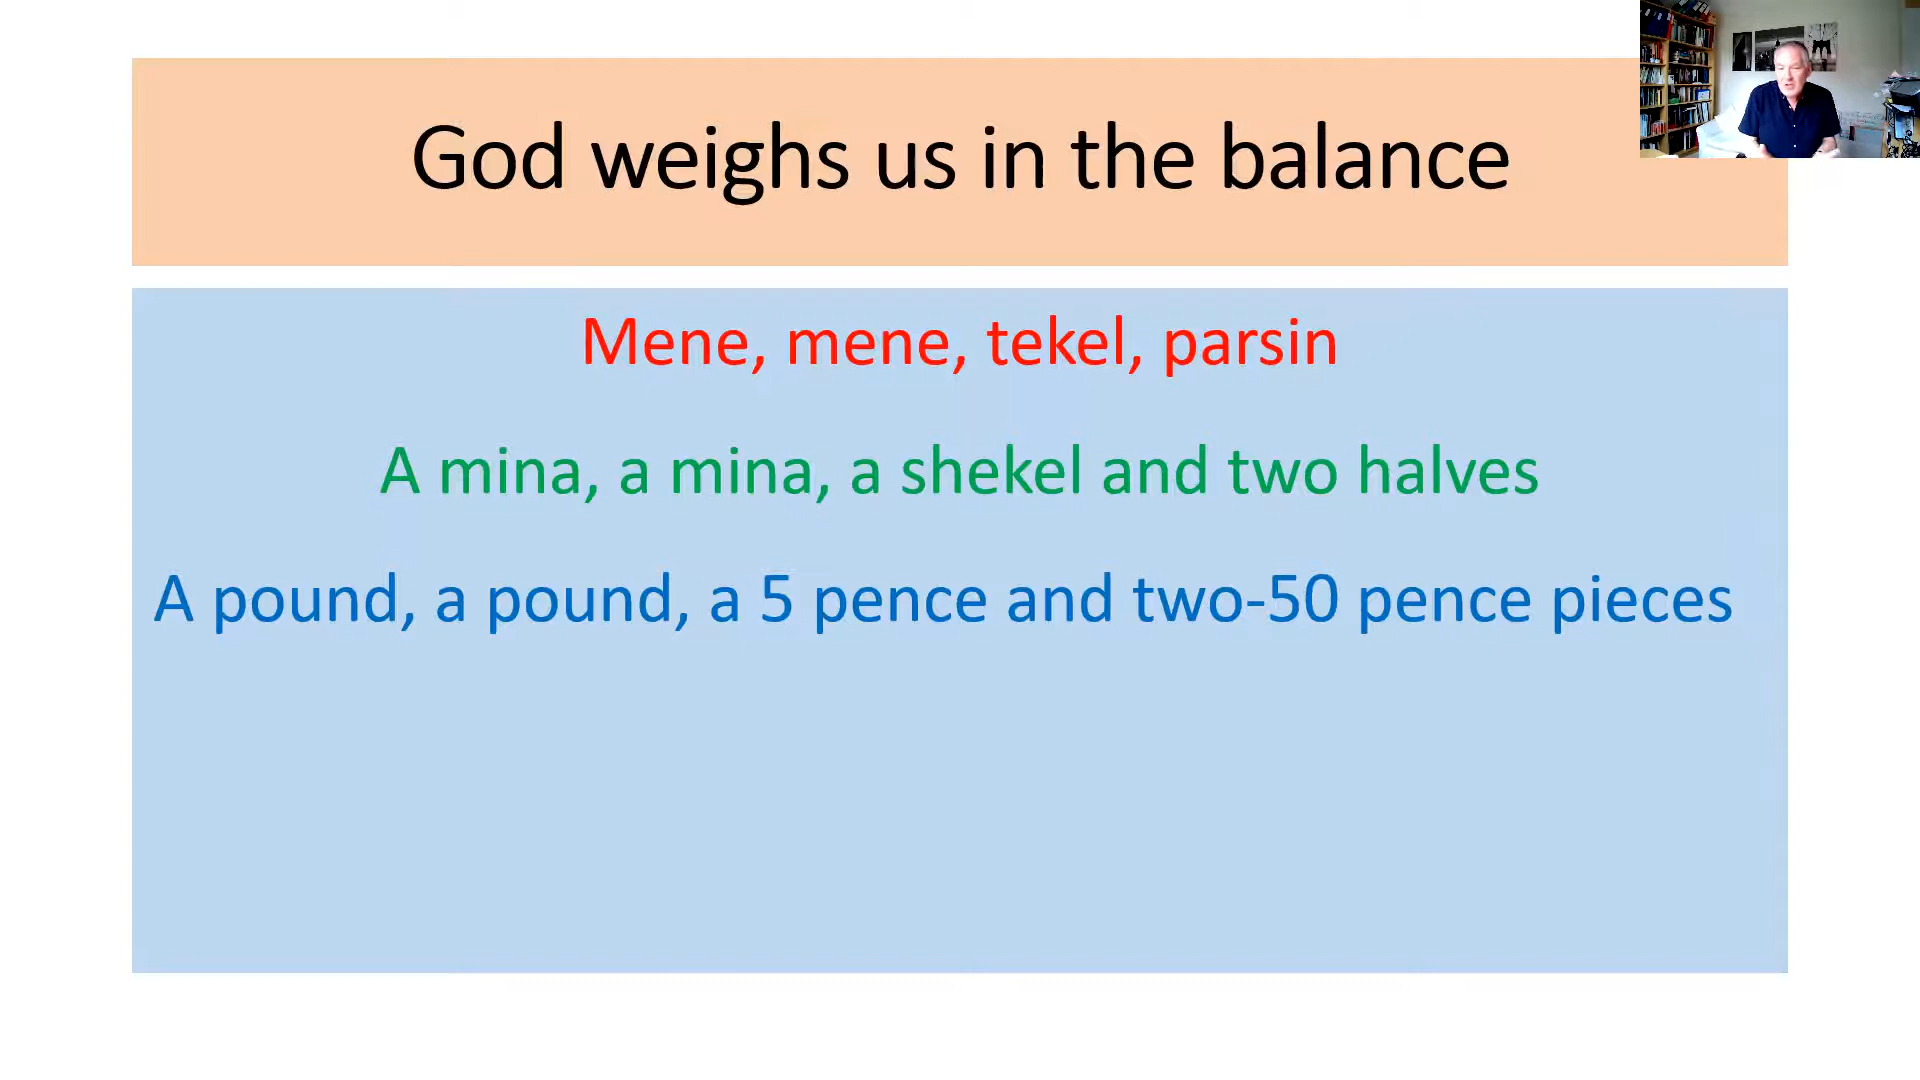 God weighs us in the balance
Mene, mene, tekel, parsin
A mina, a mina, a shekel and two halves
A pound, a pound, a 5 pence and two-50 pence pieces